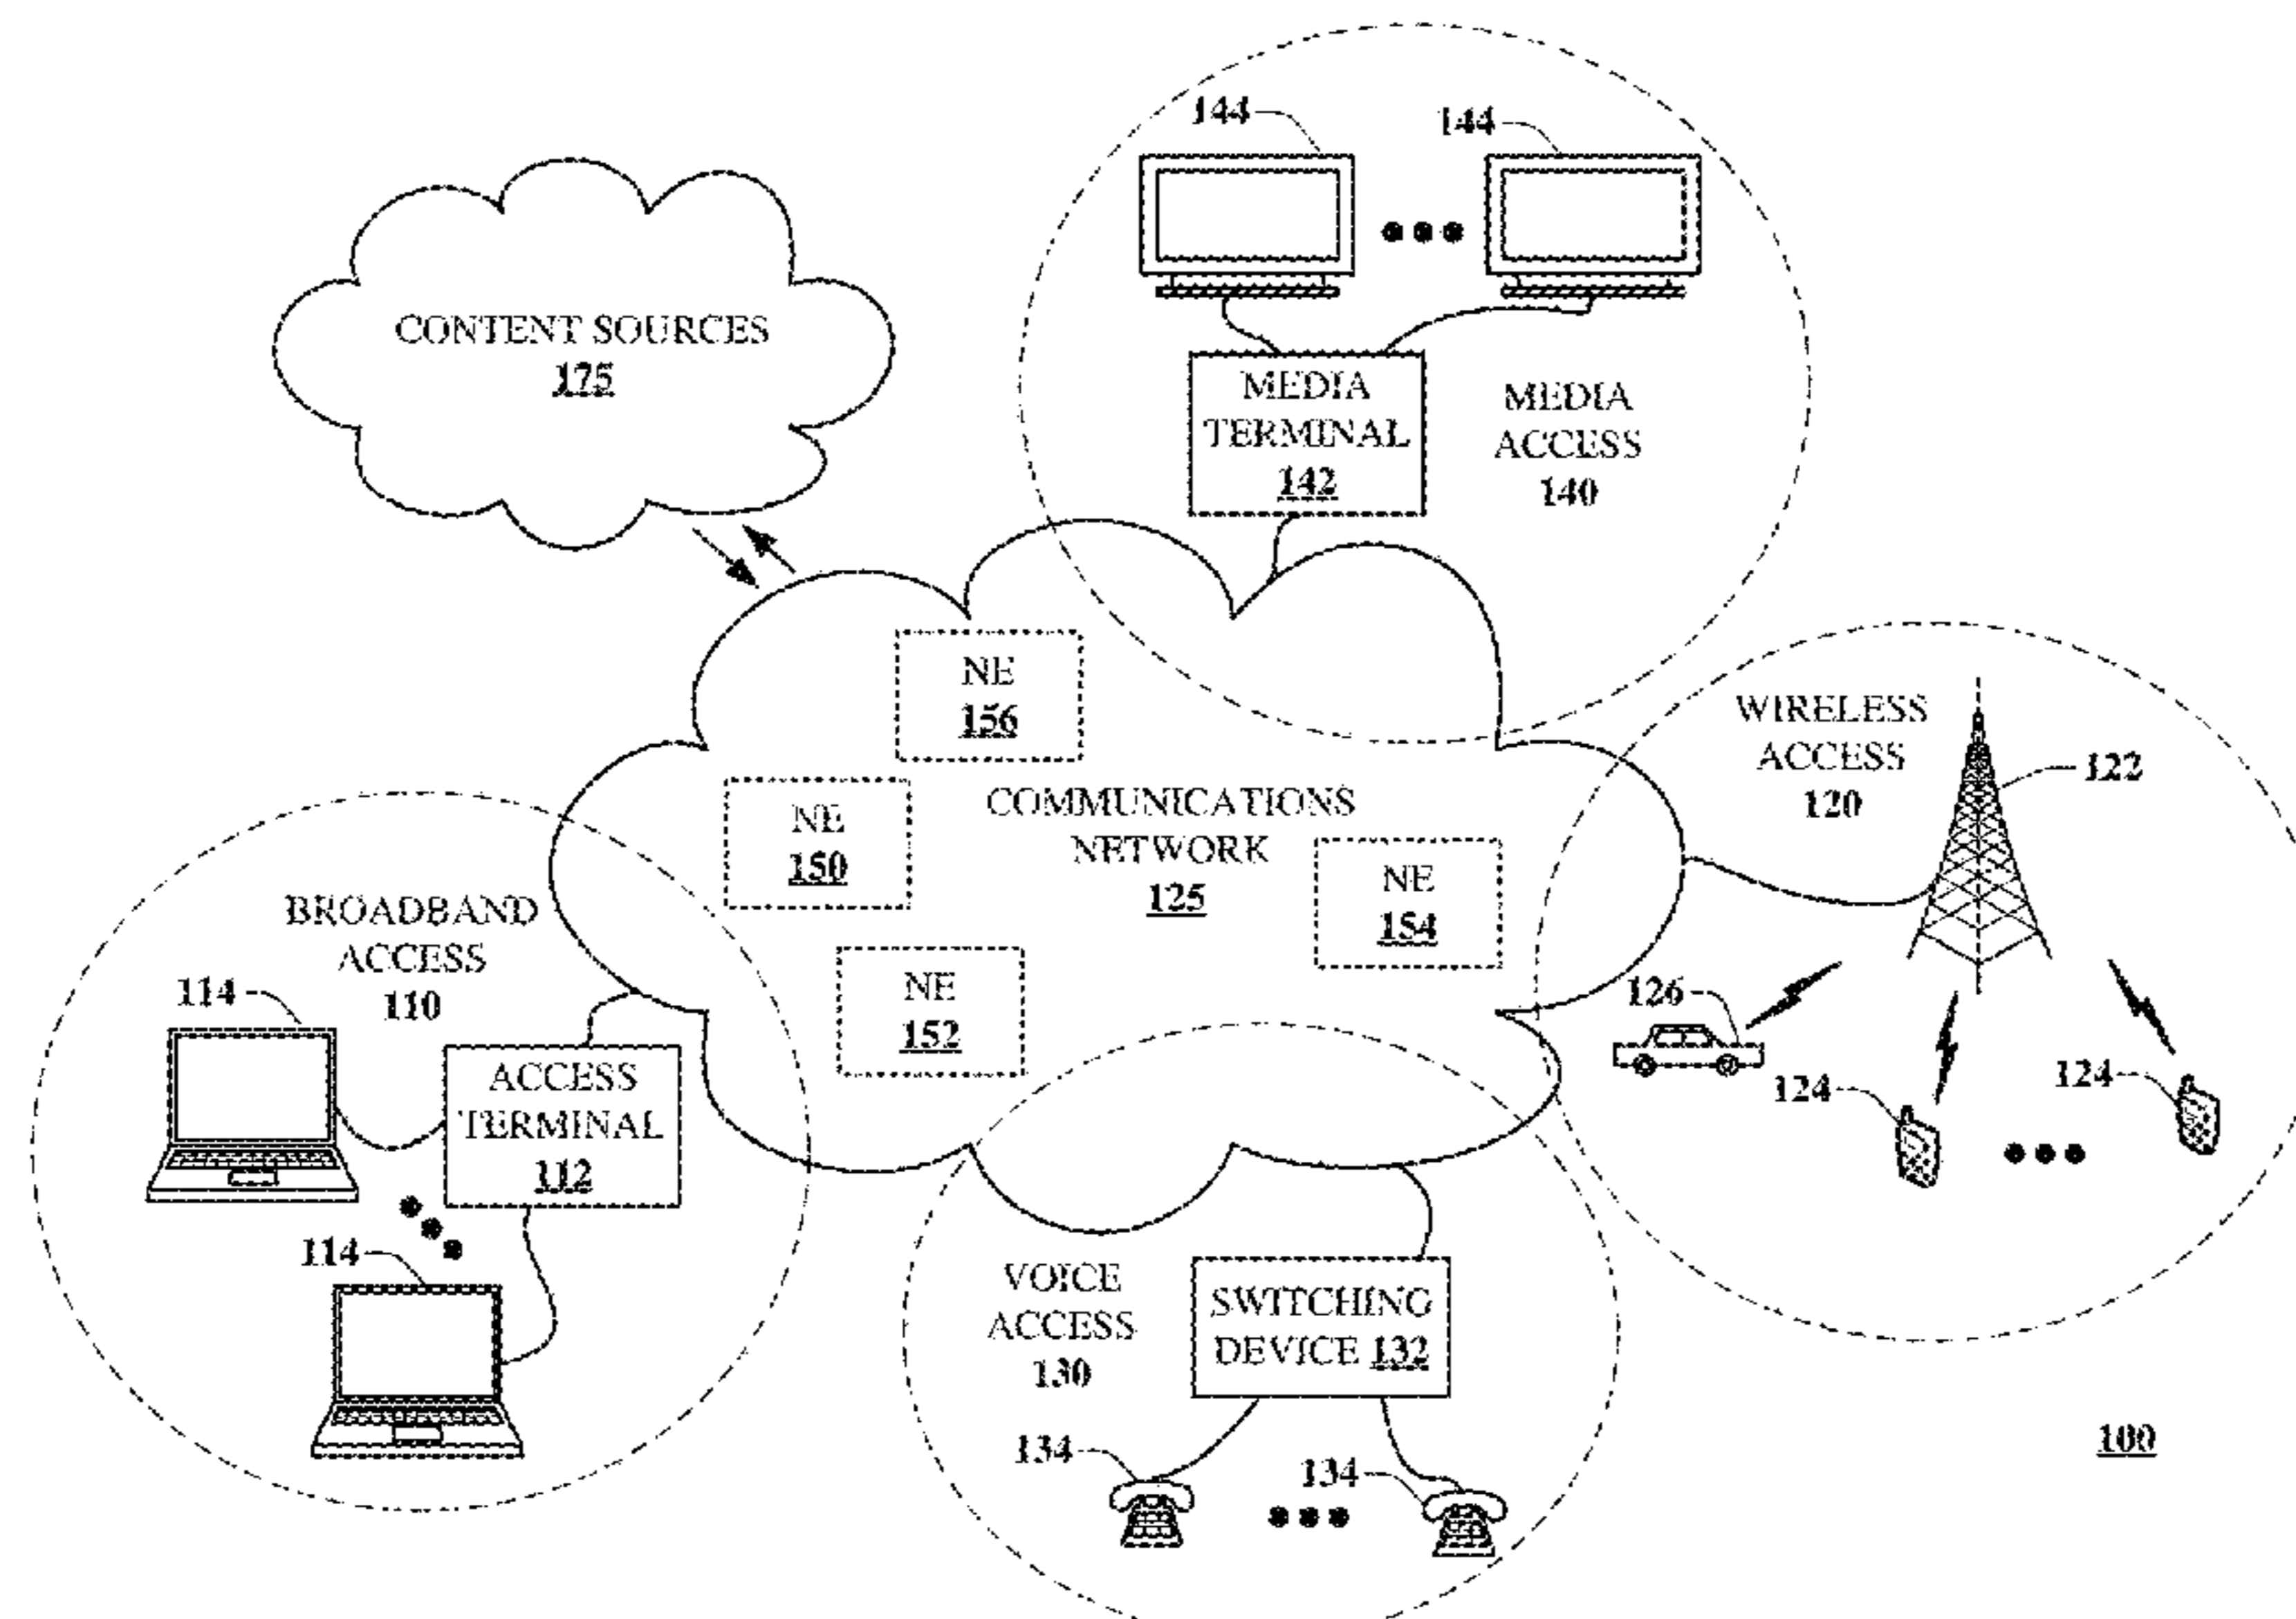 144
144
CONTENT SOURCES
175
MEDIA
TERMINAL
142
MEDIA
ACCESS
140
NE
156
WIRELESS
ACCESS
120
122
NE
150
COMMUNICATIONS
NETWORK
125
NE
154
BROADBAND
ACCESS
110
114
NE
152
126
124
124
ACCESS
TERMINAL
112
114
VOICE
ACCESS
130
SWITCHING
DEVICE 132
134
134
100